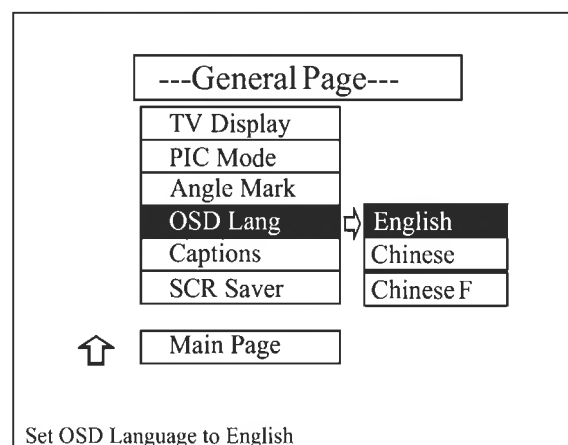 ---General Page---
TV Display
PIC Mode
Angle Mark
OSD Lang
English
Captions
Chinese
SCR Saver
Chinese F
Main Page
Set OSD Language to English